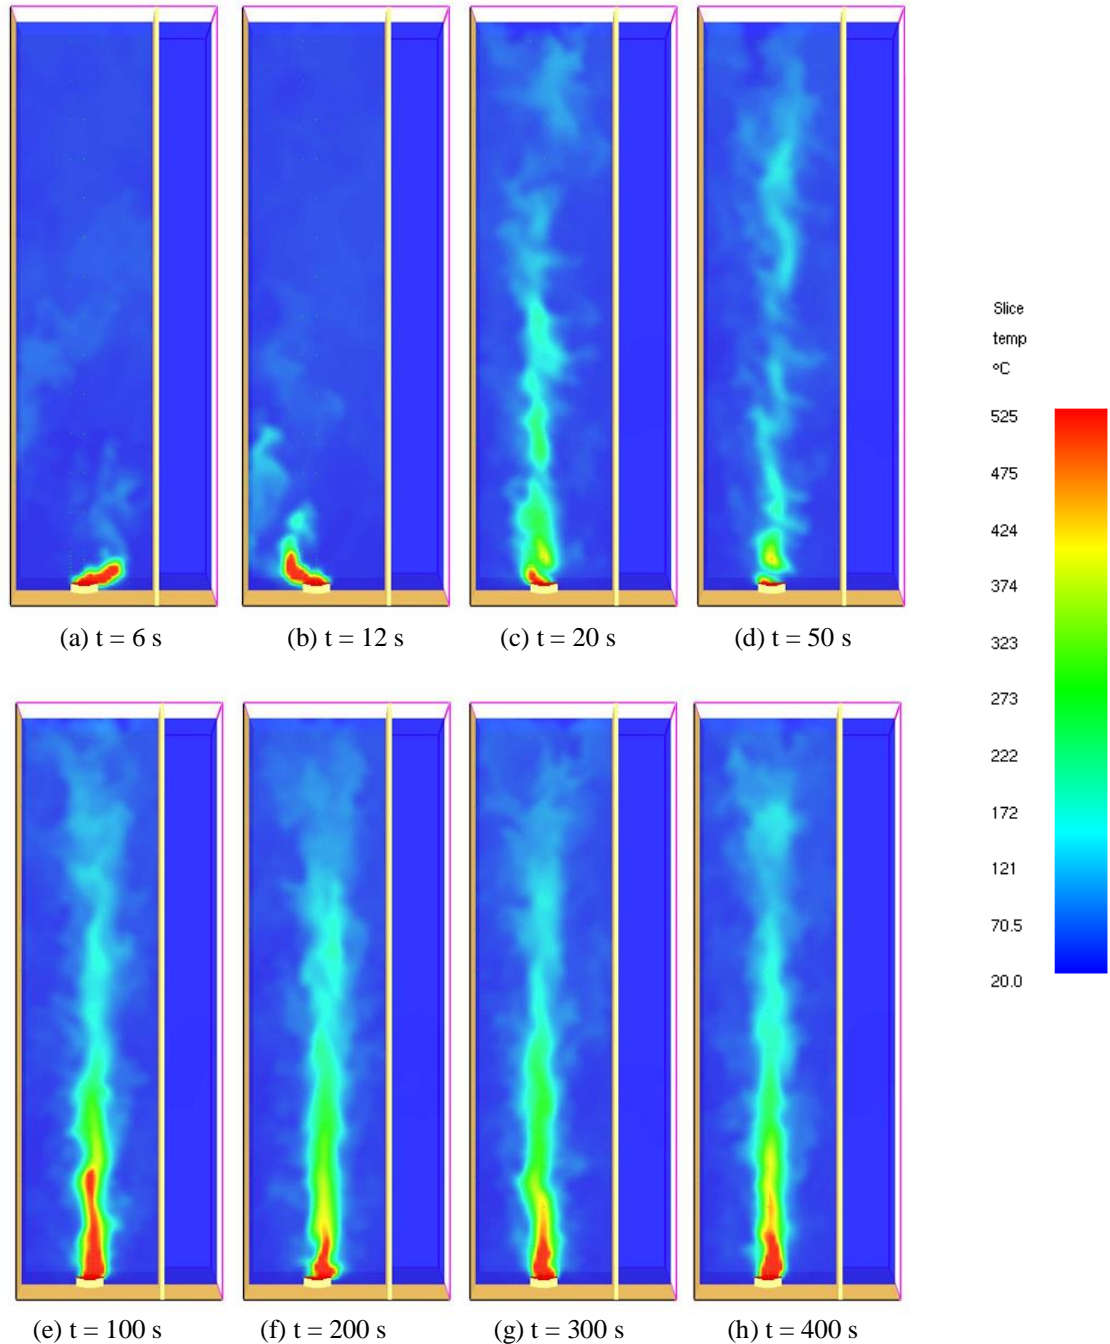 (a) t = 6 s
(b) t = 12 s
(c) t = 20 s
(d) t = 50 s
Slice
temp
°C
525
475
424
374
323
273
222
172
121
70.5
20.0
(e) t = 100 s
(f) t = 200 s
(g) t = 300 s
(h) t = 400 s